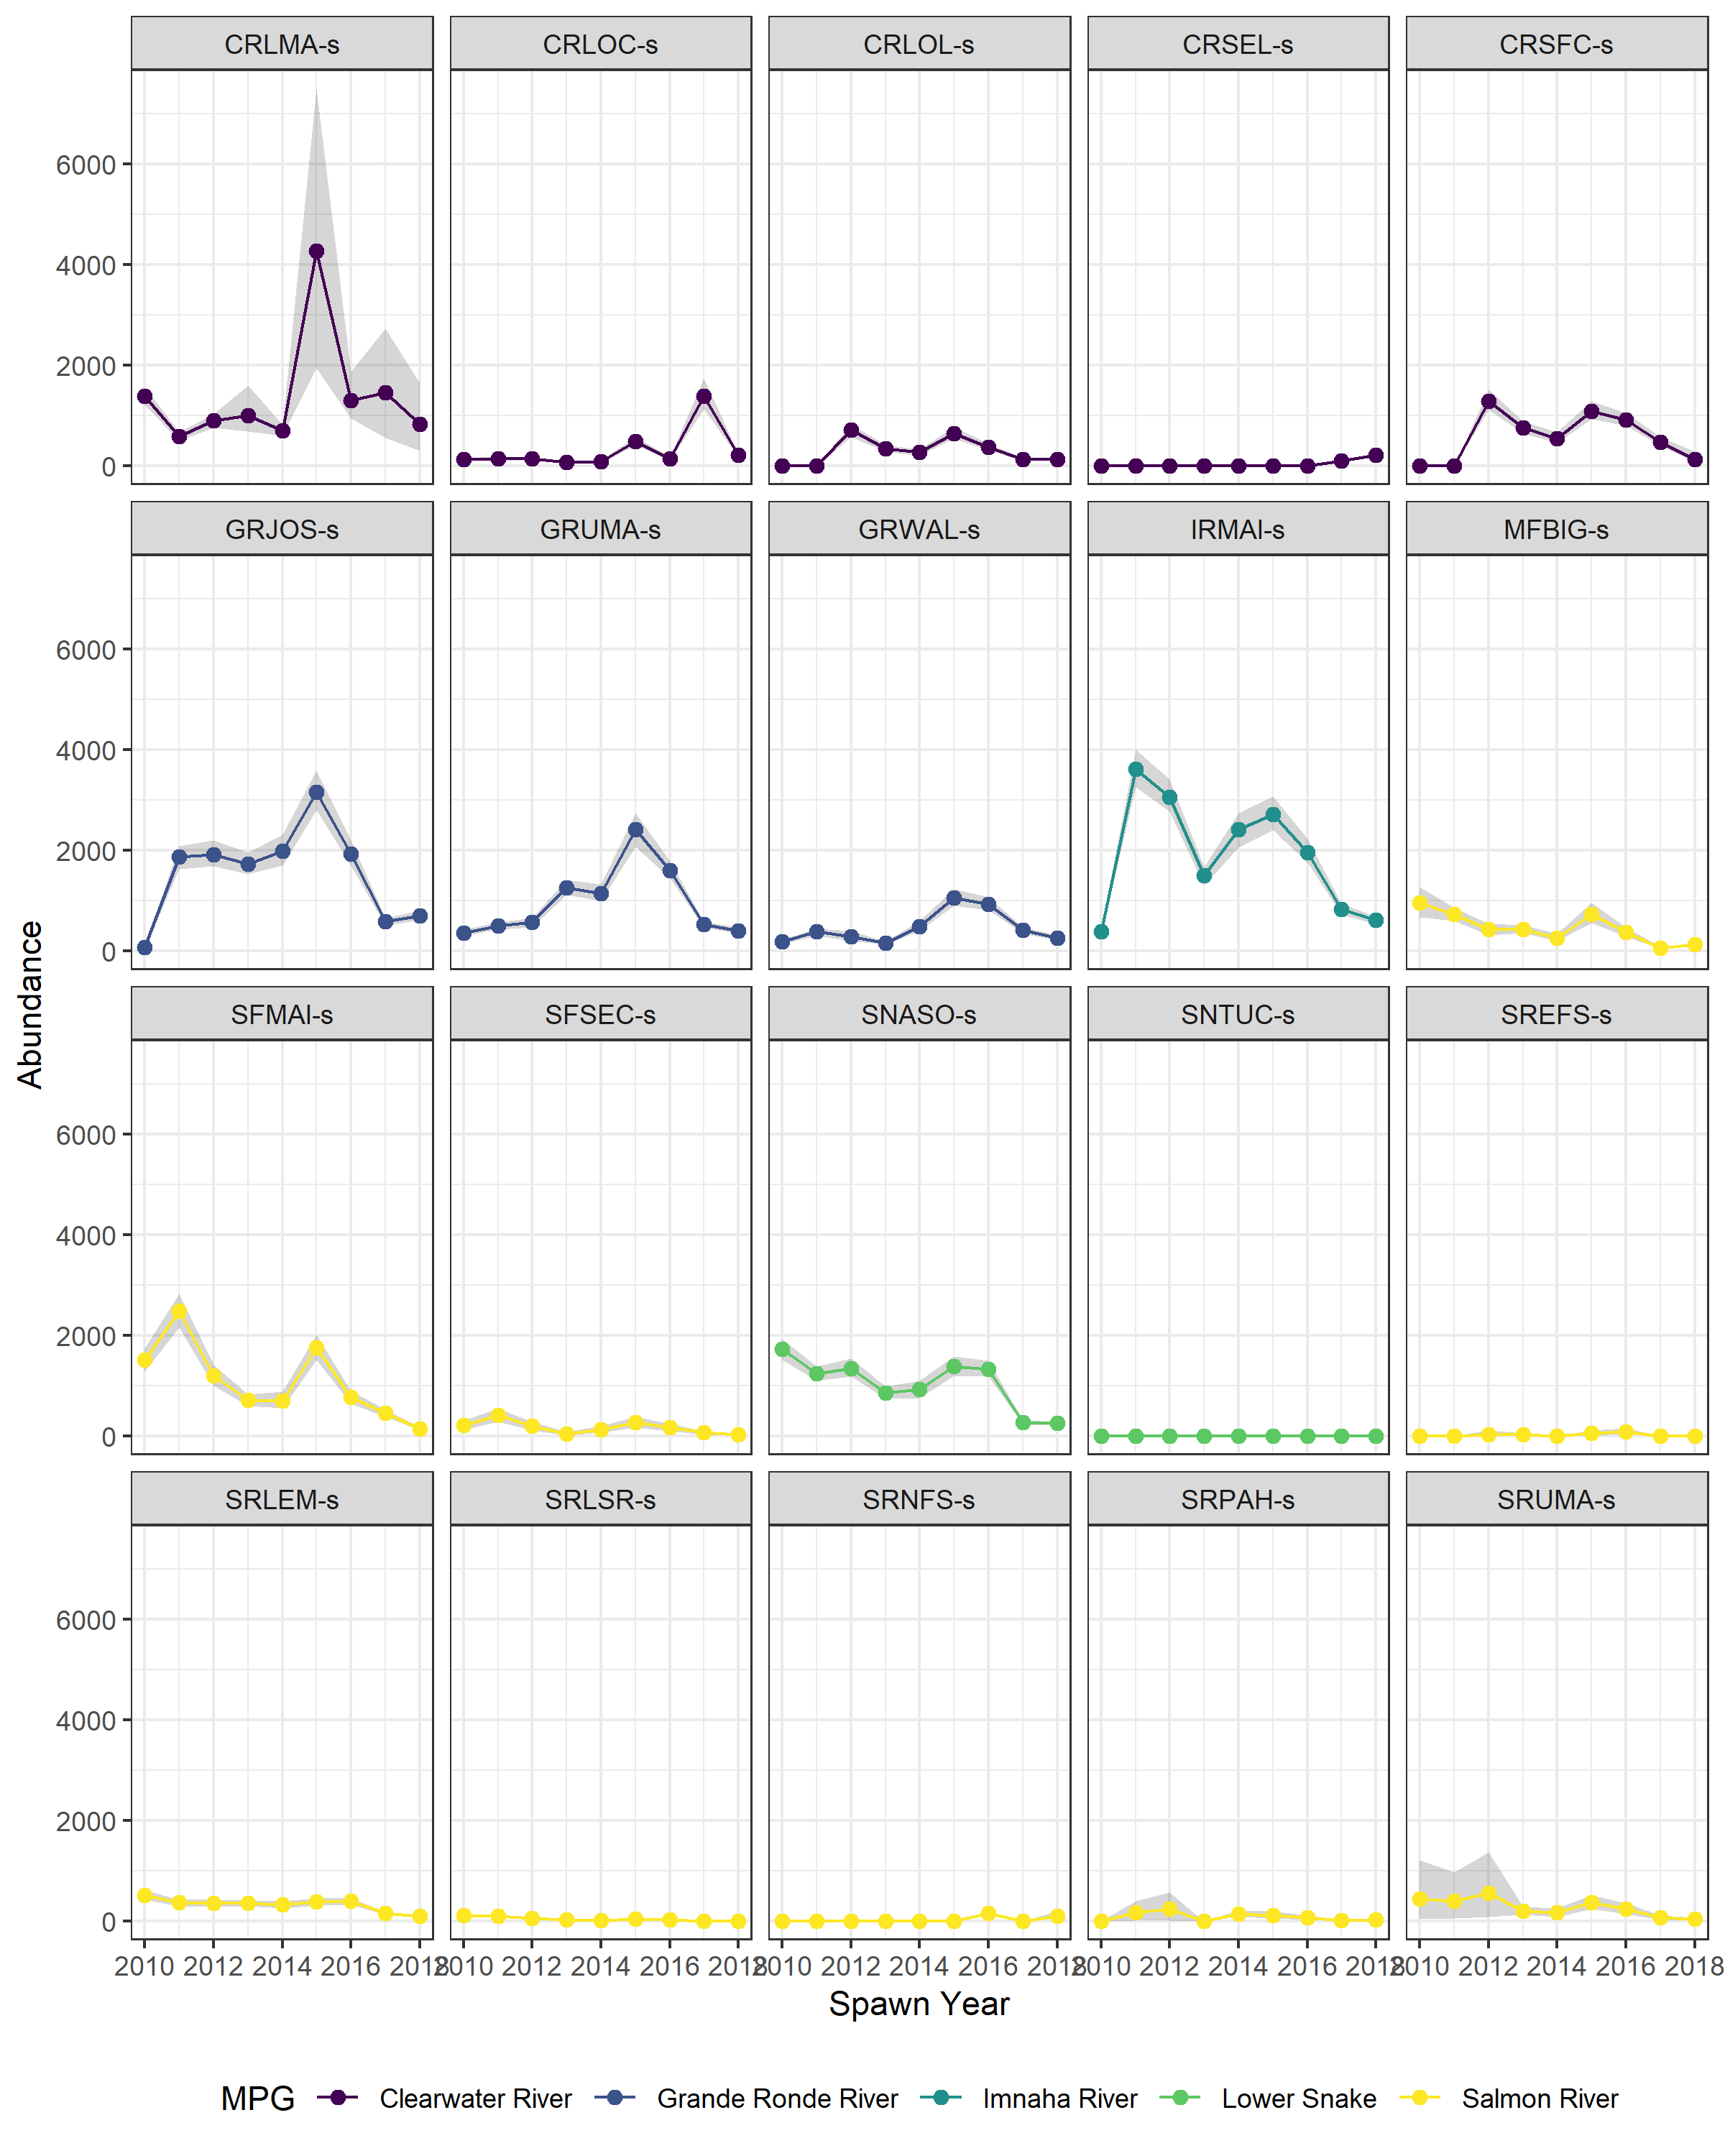 CRLMA-s CRLOC-s CRLOL-s CRSEL-s CRSFC-s
6000
4000
2000
0
GRJOS-s GRUMA-s GRWAL-s IRMAI-s MFBIG-s
6000
4000
2000
0
Abundance
SFMAI-s SFSEC-s SNASO-s SNTUC-s SREFS-s
6000
4000
2000
0
SRLEM-s SRLSR-s SRNFS-s SRPAH-s SRUMA-s
6000
4000
2000
0
2010 2012 2014 2016 2018 2010 2012 2014 2016 2018 2010 2012 2014 2016 2018 2010 2012 2014 2016 2018 2010 2012 2014 2016 2018
Spawn Year
MPG Clearwater River Grande Ronde River Imnaha River Lower Snake Salmon River